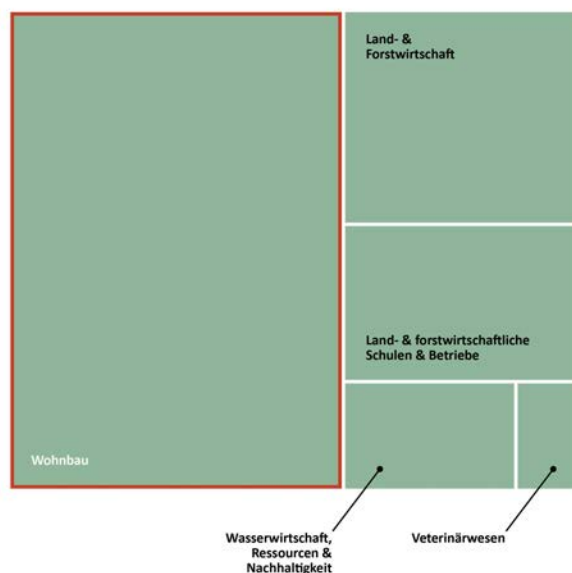 Land- &
Forstwirtschaft
Land- & forstwirtschaftliche
Schulen & Betriebe
Wohnbau
Wasserwirtschaft,
Ressourcen &
Nachhaltigkeit
Veterinärwesen